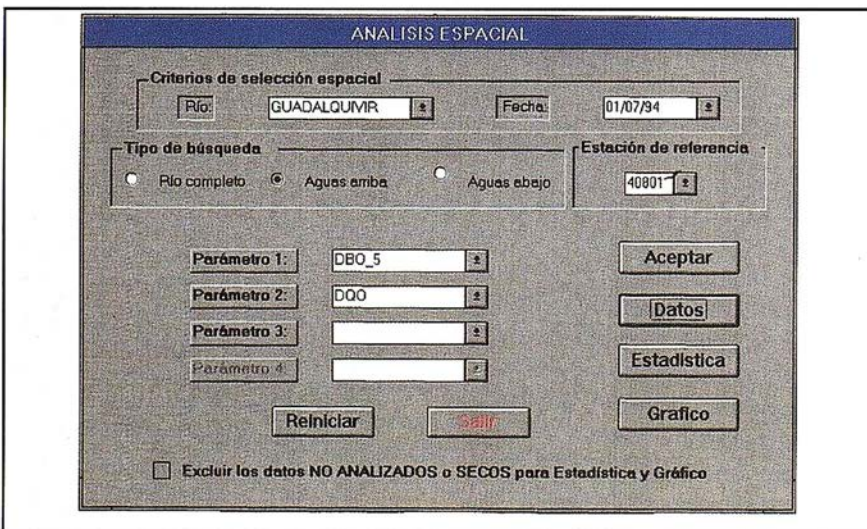 ANALISIS ESPACIAL
Criterios de selección espacial
Río: GUADALQUIVIR Fecha: 01/07/94
Tipo de búsqueda Estación de referencia
Río completo Aguas arriba Aguas abajo 40801
Parámetro 1: DBO_5 Aceptar
Parámetro 2: DQO Datos
Parámetro 3:
Parámetro 4: Estadística
Reiniciar Salir Grafico
Excluir los datos NO ANALIZADOS o SECOS para Estadística y Gráfico